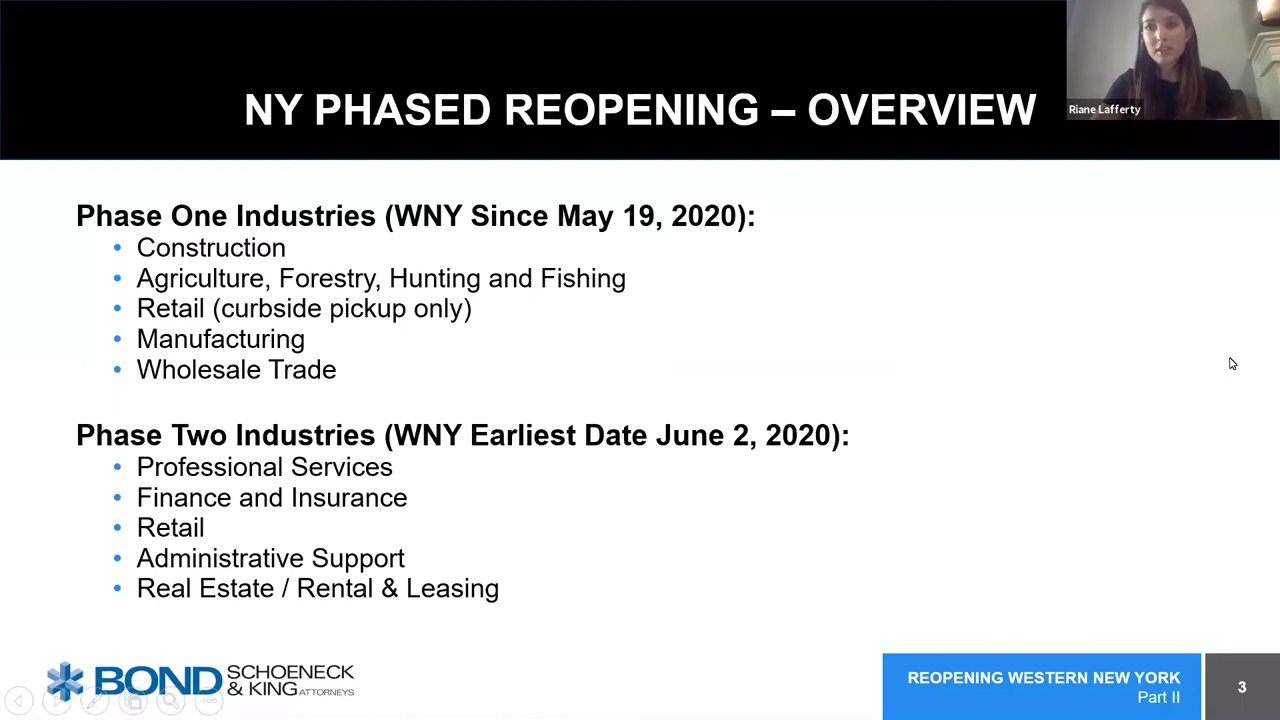 NY PHASED REOPENING – OVERVIEW
Riane Lafferty
Phase One Industries (WNY Since May 19, 2020):
• Construction
• Agriculture, Forestry, Hunting and Fishing
• Retail (curbside pickup only)
• Manufacturing
• Wholesale Trade
Phase Two Industries (WNY Earliest Date June 2, 2020):
• Professional Services
• Finance and Insurance
• Retail
• Administrative Support
• Real Estate / Rental & Leasing
BOND SCHOENECK
& KING ATTORNEYS
REOPENING WESTERN NEW YORK
Part II
3